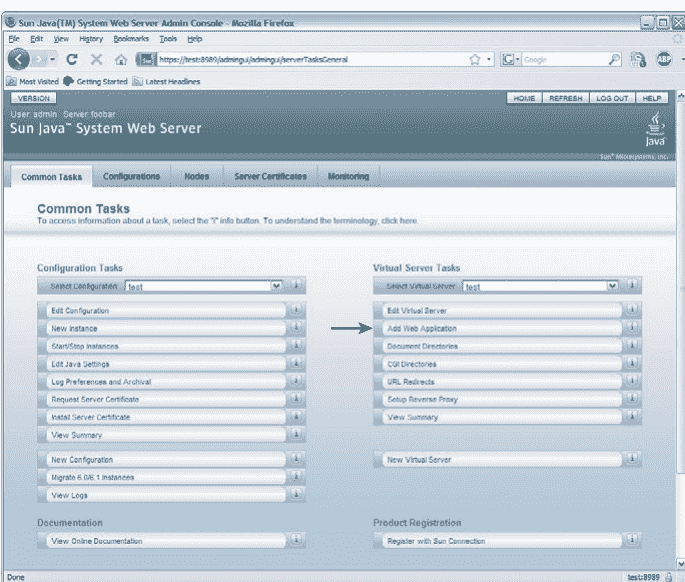 Sun Java(TM) System Web Server Admin Console - Mozilla Firefox
File Edit View History Bookmarks Tools Help
https://test:8989/admingui/admingui/serverTasksGeneral
Google
ABP
Most Visited Getting Started Latest Headlines
VERSION HOME REFRESH LOG OUT HELP
User: admin Server: foobar
Sun Java™ System Web Server
Java
Sun™ Microsystems, Inc.
Common Tasks Configurations Nodes Server Certificates Monitoring
Common Tasks
To access information about a task, select the "i" info button. To understand the terminology, click here.
Configuration Tasks
Select Configuration: test
Edit Configuration
New Instance
Start/Stop Instances
Edit Java Settings
Log Preferences and Archival
Request Server Certificate
Install Server Certificate
View Summary
New Configuration
Migrate 6.0/6.1 Instances
View Logs
Documentation
View Online Documentation
Virtual Server Tasks
Select Virtual Server: test
Edit Virtual Server
Add Web Application
Document Directories
CGI Directories
URL Redirects
Setup Reverse Proxy
View Summary
New Virtual Server
Product Registration
Register with Sun Connection
Done test:8989